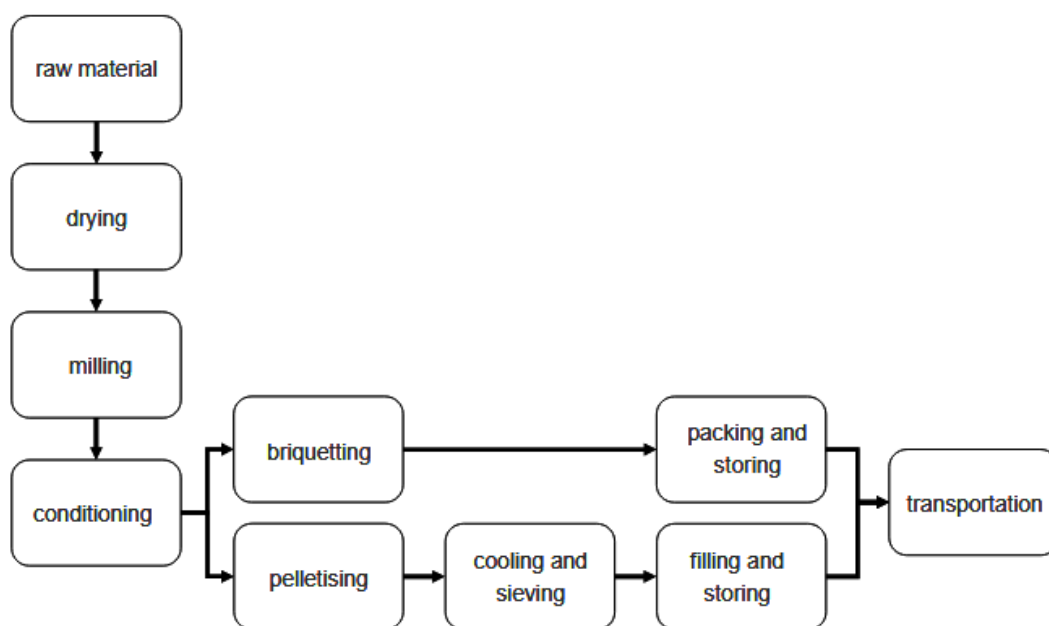 raw material
drying
milling
conditioning
briquetting
packing and
storing
pelletising
cooling and
sieving
filling and
storing
transportation